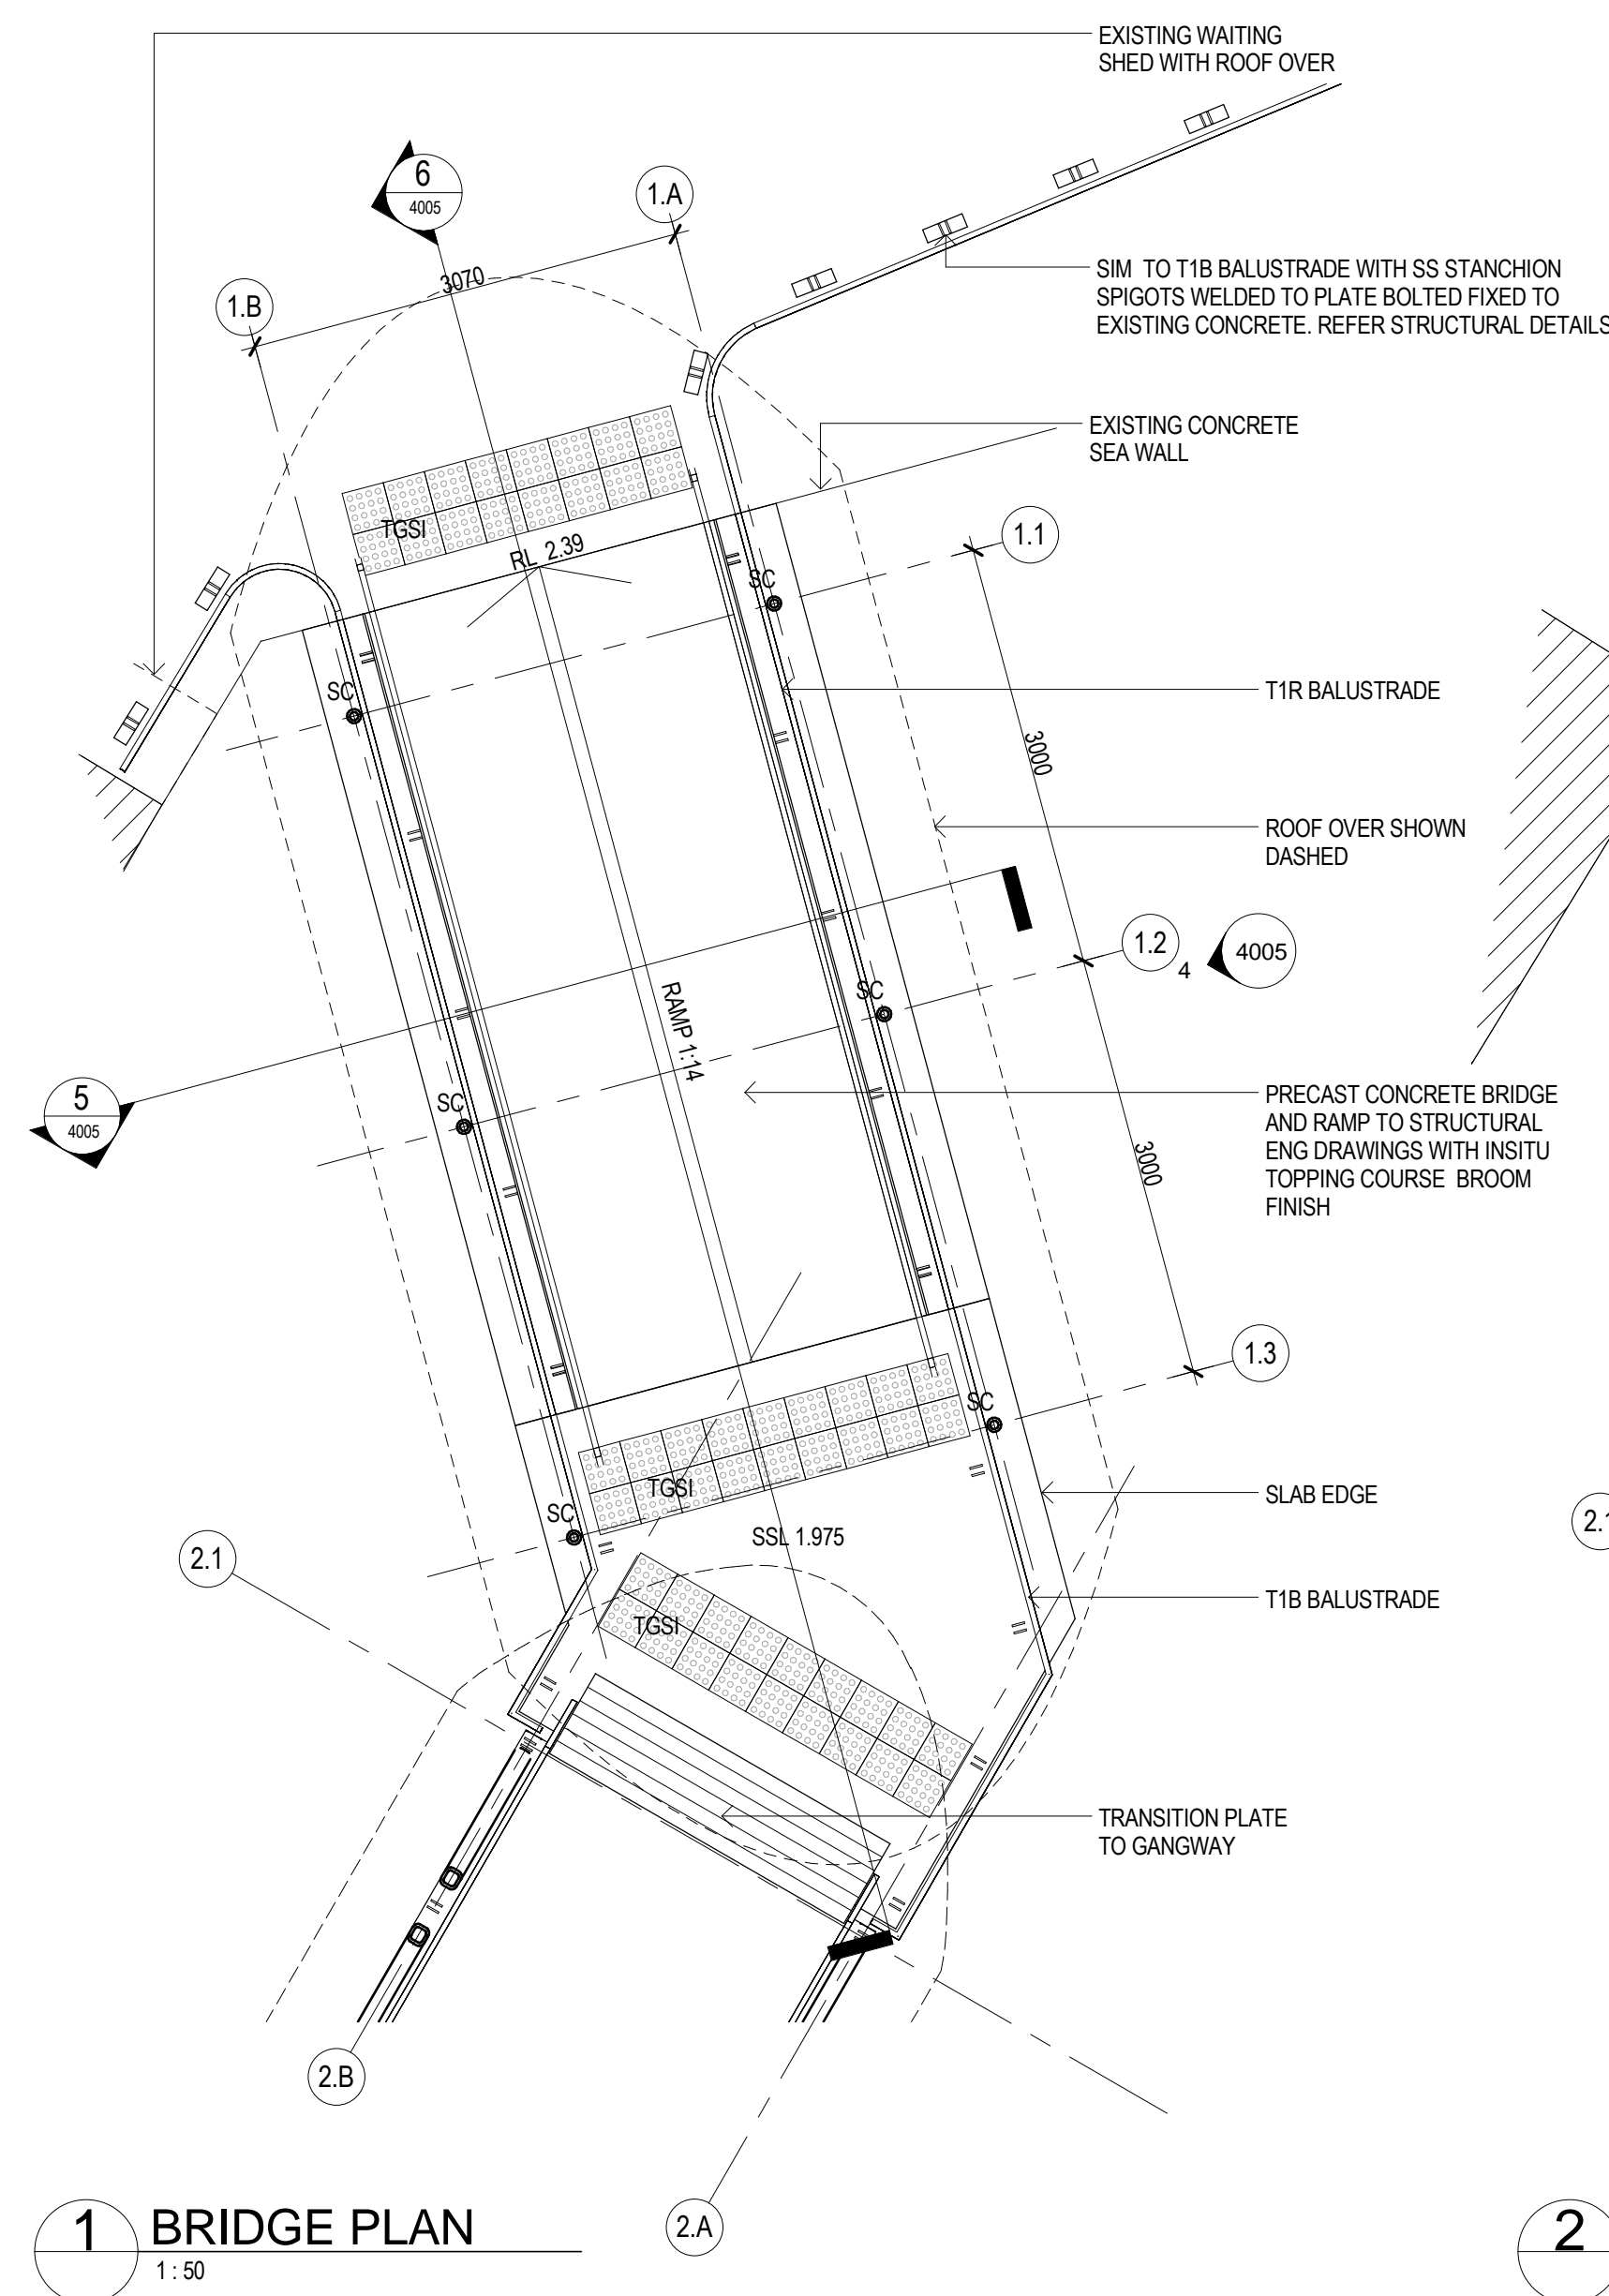 EXISTING WAITING
SHED WITH ROOF OVER
6
4005
1.A
3070
1.B
SIM TO T1B BALUSTRADE WITH SS STANCHION
SPIGOTS WELDED TO PLATE BOLTED FIXED TO
EXISTING CONCRETE. REFER STRUCTURAL DETAILS
EXISTING CONCRETE
SEA WALL
TGSI
RL 2.39
1.1
SC
SC
T1R BALUSTRADE
3000
ROOF OVER SHOWN
DASHED
1.2
4
4005
SC
RAMP 1:14
SC
5
4005
PRECAST CONCRETE BRIDGE
AND RAMP TO STRUCTURAL
ENG DRAWINGS WITH INSITU
TOPPING COURSE BROOM
FINISH
3000
1.3
SC
TGSI
SLAB EDGE
SC
SSL 1.975
2.1
T1B BALUSTRADE
TGSI
TRANSITION PLATE
TO GANGWAY
2.B
2.A
1
BRIDGE PLAN
1 : 50
2